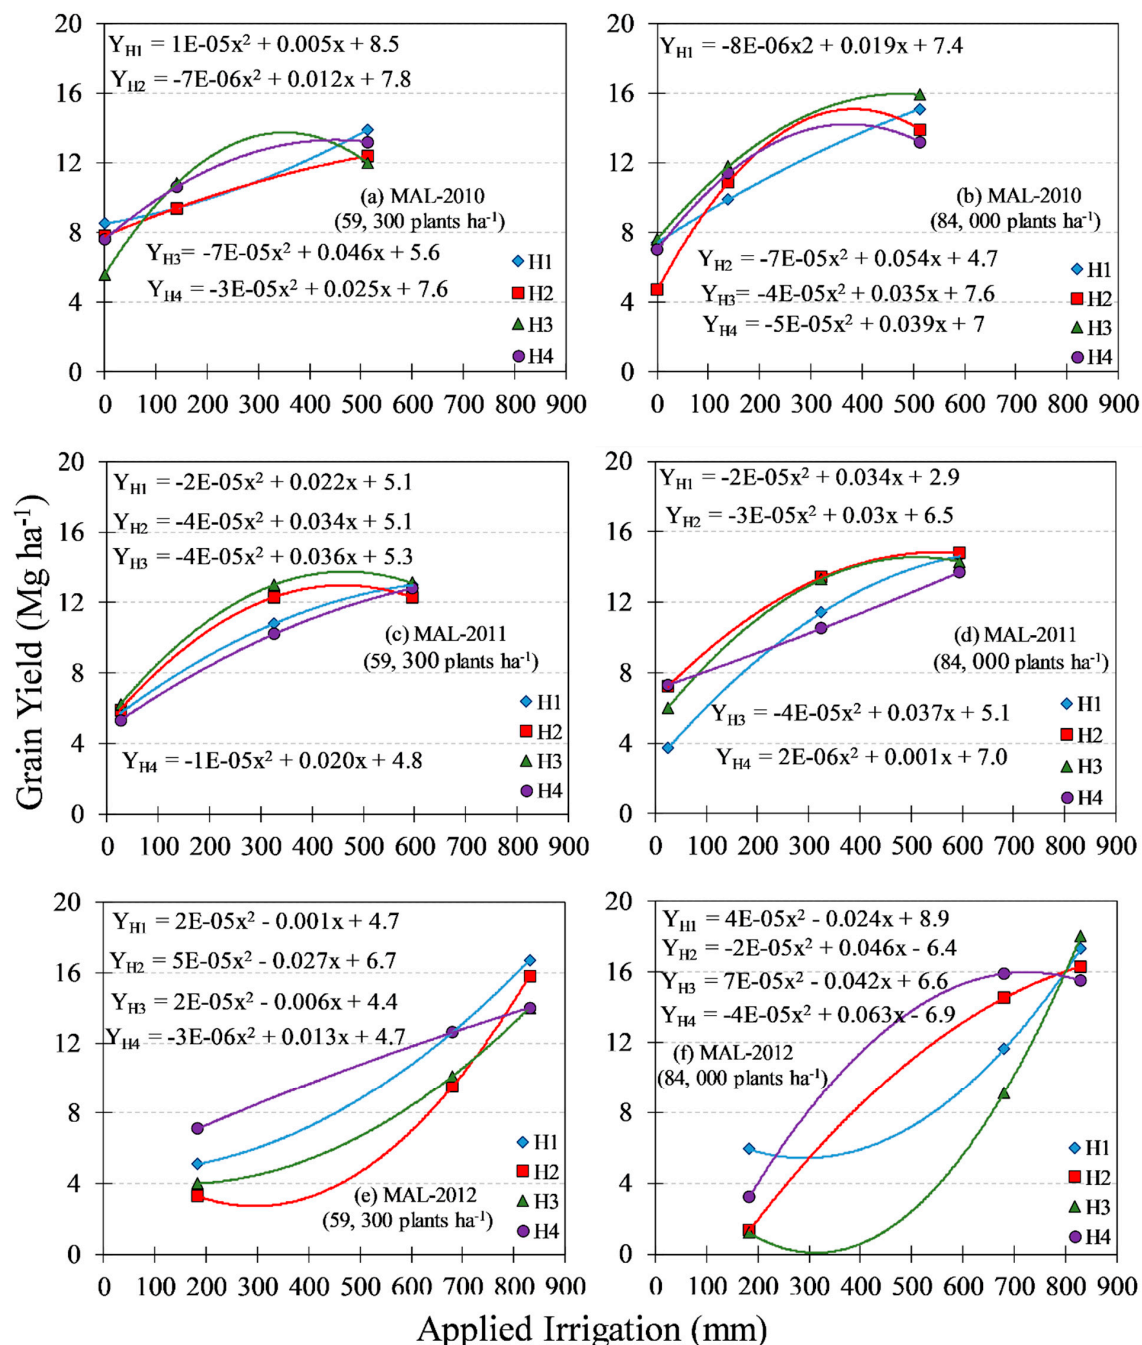 Grain Yield (Mg ha⁻¹)
20
16
12
8
4
0
Y_H1 = 1E-05x² + 0.005x + 8.5
Y_H2 = -7E-06x² + 0.012x + 7.8
(a) MAL-2010
(59, 300 plants ha⁻¹)
Y_H3= -7E-05x² + 0.046x + 5.6
Y_H4 = -3E-05x² + 0.025x + 7.6
H1
H2
H3
H4
0 100 200 300 400 500 600 700 800 900
20
16
12
8
4
0
Y_H1 = -8E-06x2 + 0.019x + 7.4
(b) MAL-2010
(84, 000 plants ha⁻¹)
Y_H2 = -7E-05x² + 0.054x + 4.7
Y_H3= -4E-05x² + 0.035x + 7.6
Y_H4 = -5E-05x² + 0.039x + 7
H1
H2
H3
H4
0 100 200 300 400 500 600 700 800 900
20
16
12
8
4
0
Y_H1 = -2E-05x² + 0.022x + 5.1
Y_H2 = -4E-05x² + 0.034x + 5.1
Y_H3 = -4E-05x² + 0.036x + 5.3
(c) MAL-2011
(59, 300 plants ha⁻¹)
Y_H4 = -1E-05x² + 0.020x + 4.8
H1
H2
H3
H4
0 100 200 300 400 500 600 700 800 900
20
16
12
8
4
0
Y_H1 = -2E-05x² + 0.034x + 2.9
Y_H2 = -3E-05x² + 0.03x + 6.5
(d) MAL-2011
(84, 000 plants ha⁻¹)
Y_H3 = -4E-05x² + 0.037x + 5.1
Y_H4 = 2E-06x² + 0.001x + 7.0
H1
H2
H3
H4
0 100 200 300 400 500 600 700 800 900
20
16
12
8
4
0
Y_H1 = 2E-05x² - 0.001x + 4.7
Y_H2 = 5E-05x² - 0.027x + 6.7
Y_H3 = 2E-05x² - 0.006x + 4.4
Y_H4 = -3E-06x² + 0.013x + 4.7
(e) MAL-2012
(59, 300 plants ha⁻¹)
H1
H2
H3
H4
0 100 200 300 400 500 600 700 800 900
20
16
12
8
4
0
Y_H1 = 4E-05x² - 0.024x + 8.9
Y_H2 = -2E-05x² + 0.046x - 6.4
Y_H3 = 7E-05x² - 0.042x + 6.6
Y_H4 = -4E-05x² + 0.063x - 6.9
(f) MAL-2012
(84, 000 plants ha⁻¹)
H1
H2
H3
H4
0 100 200 300 400 500 600 700 800 900
Applied Irrigation (mm)